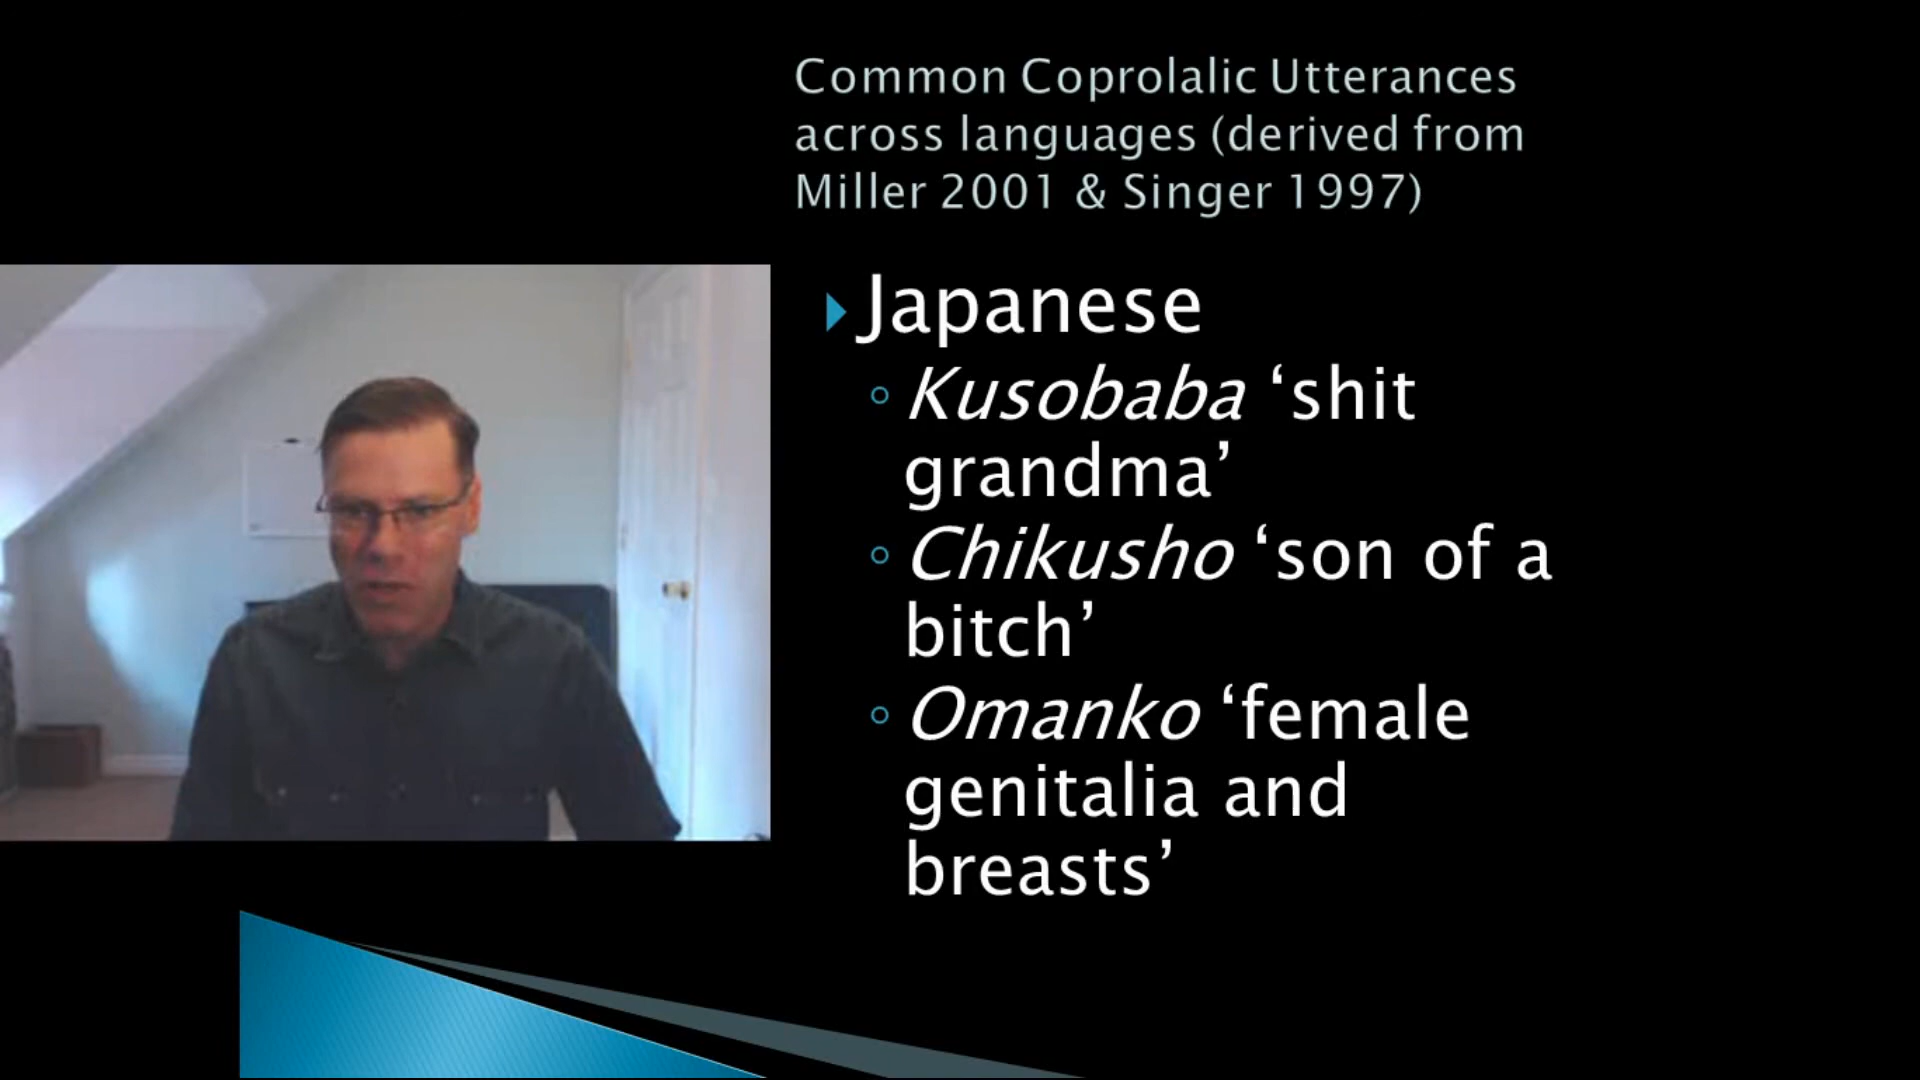 Common Coprolalic Utterances
across languages (derived from
Miller 2001 & Singer 1997)
Japanese
Kusobaba ‘shit
grandma’
Chikusho ‘son of a
bitch’
Omanko ‘female
genitalia and
breasts’